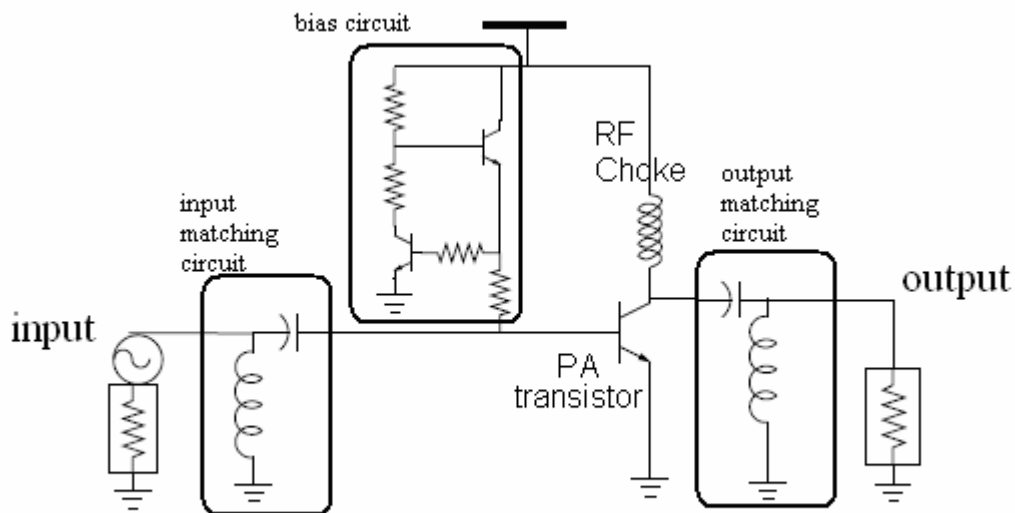 bias circuit
RF
Choke
output
matching
circuit
input
matching
circuit
output
input
PA
transistor